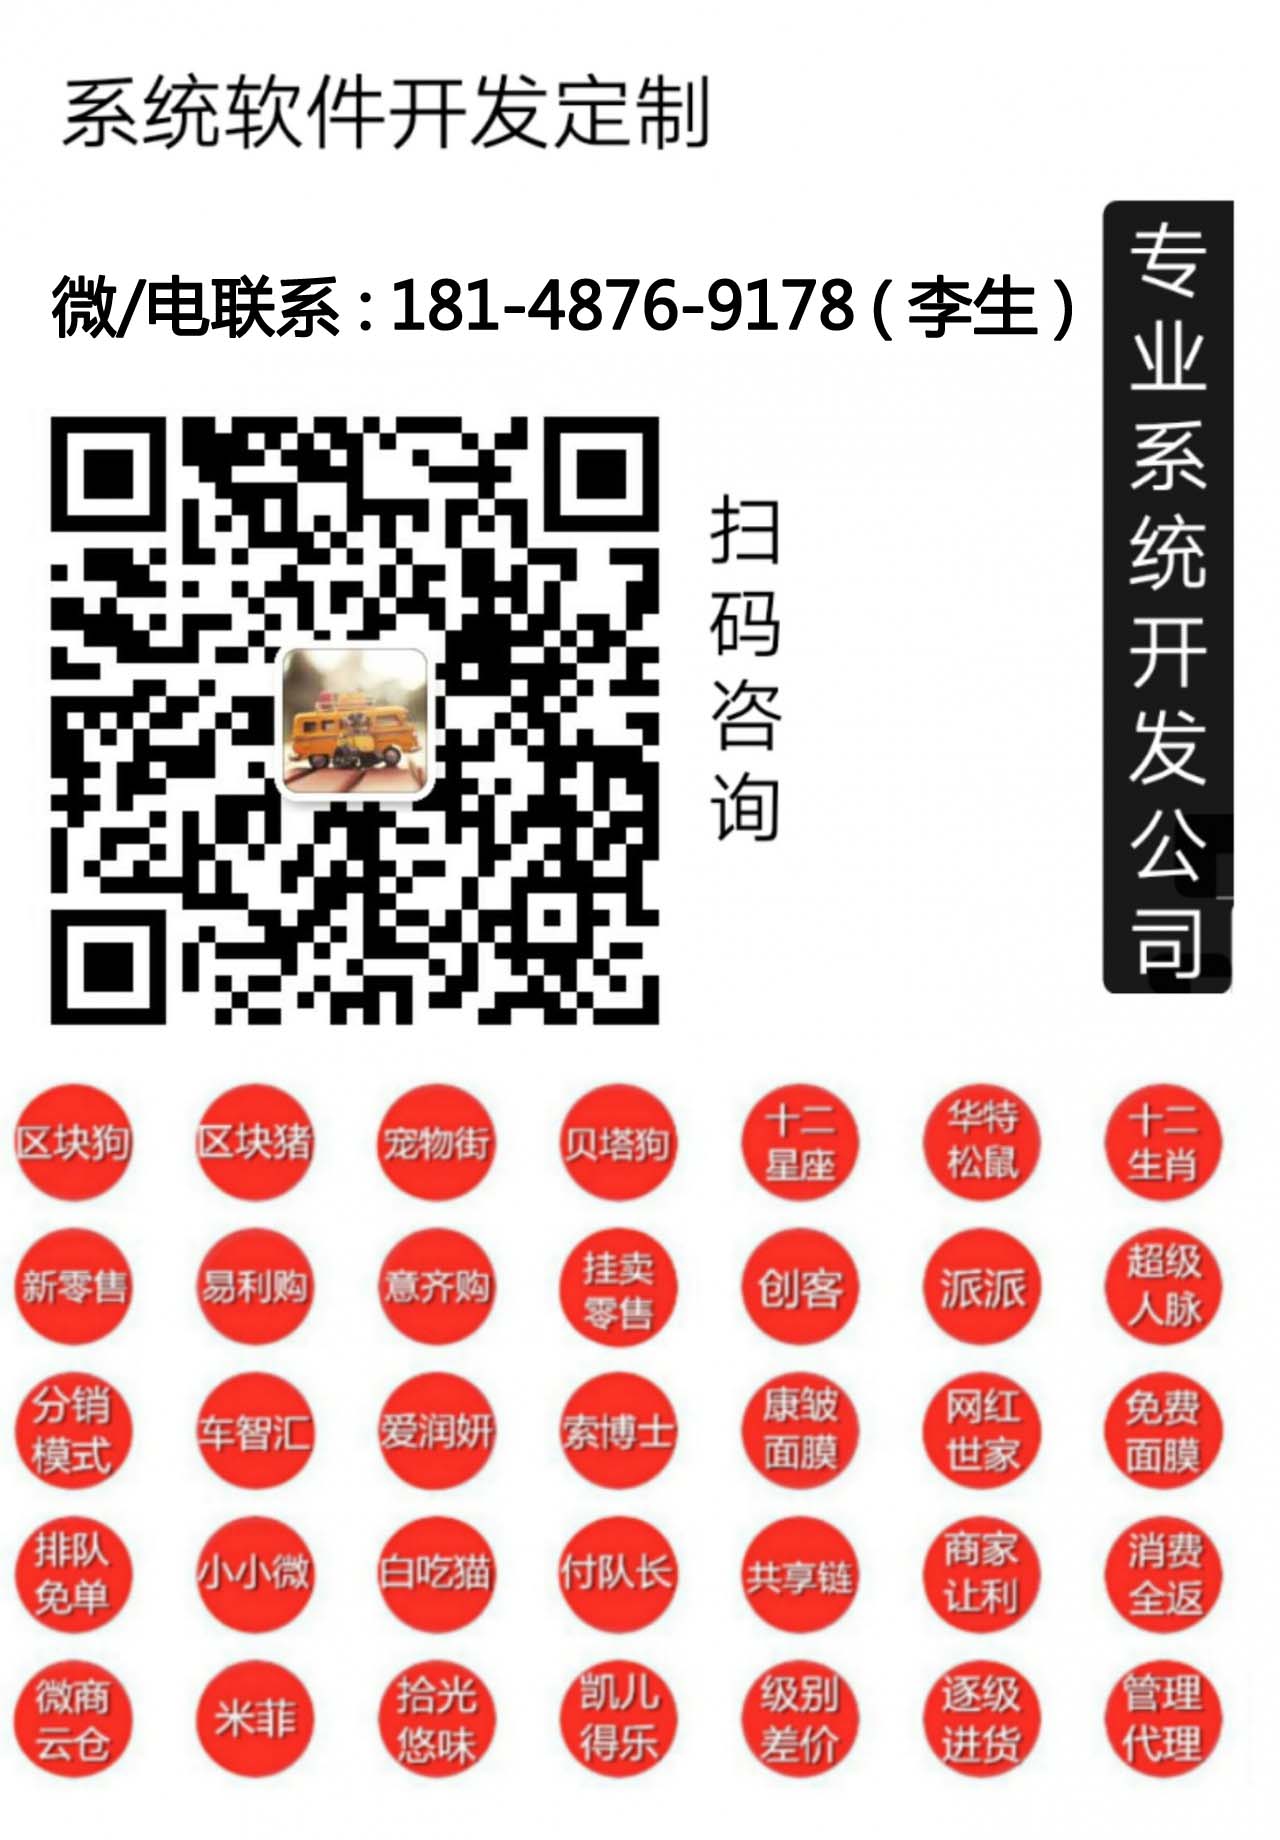 系统软件开发定制
微/电联系：181-4876-9178（李生）
专业系统开发公司
扫码咨询
区块狗
区块猪
宠物街
贝塔狗
十二
星座
华特
松鼠
十二
生肖
新零售
易利购
意齐购
挂卖
零售
创客
派派
超级
人脉
分销
模式
车智汇
爱润妍
索博士
康皱
面膜
网红
世家
免费
面膜
排队
免单
小小微
白吃猫
付队长
共享链
商家
让利
消费
全返
微商
云仓
米菲
拾光
悠味
凯儿
得乐
级别
差价
逐级
进货
管理
代理